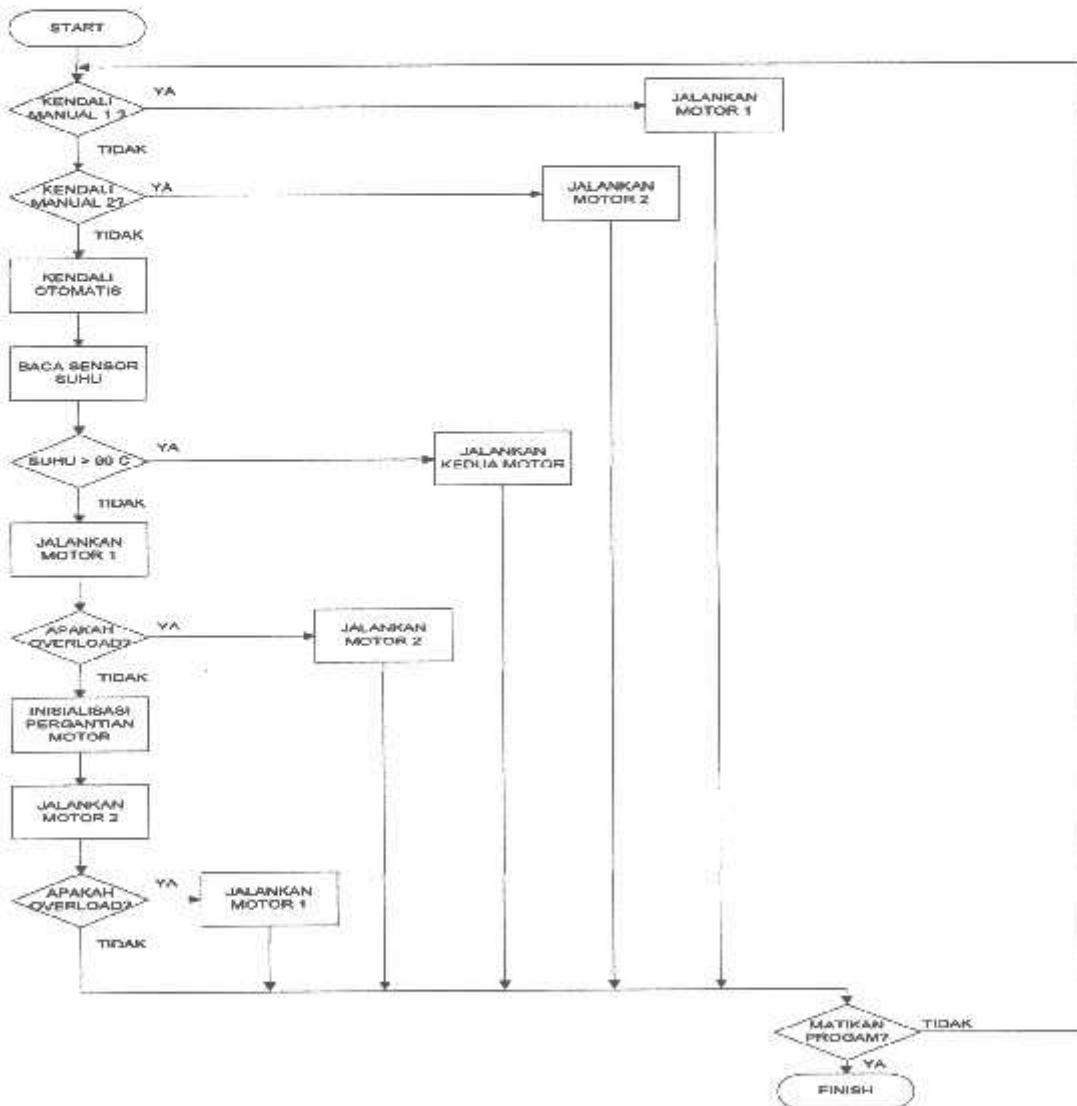 START
KENDALI
MANUAL 1 ?
YA
JALANKAN
MOTOR 1
TIDAK
KENDALI
MANUAL 2?
YA
JALANKAN
MOTOR 2
TIDAK
KENDALI
OTOMATIS
BACA SENSOR
SUHU
SUHU > C
YA
JALANKAN
KEDUA MOTOR
TIDAK
JALANKAN
MOTOR 1
APAKAH
OVERLOAD?
YA
JALANKAN
MOTOR 2
TIDAK
INISIALISASI
PERGANTIAN
MOTOR
JALANKAN
MOTOR 2
APAKAH
OVERLOAD?
YA
JALANKAN
MOTOR 1
TIDAK
MATIKAN
PROGAM?
TIDAK
YA
FINISH